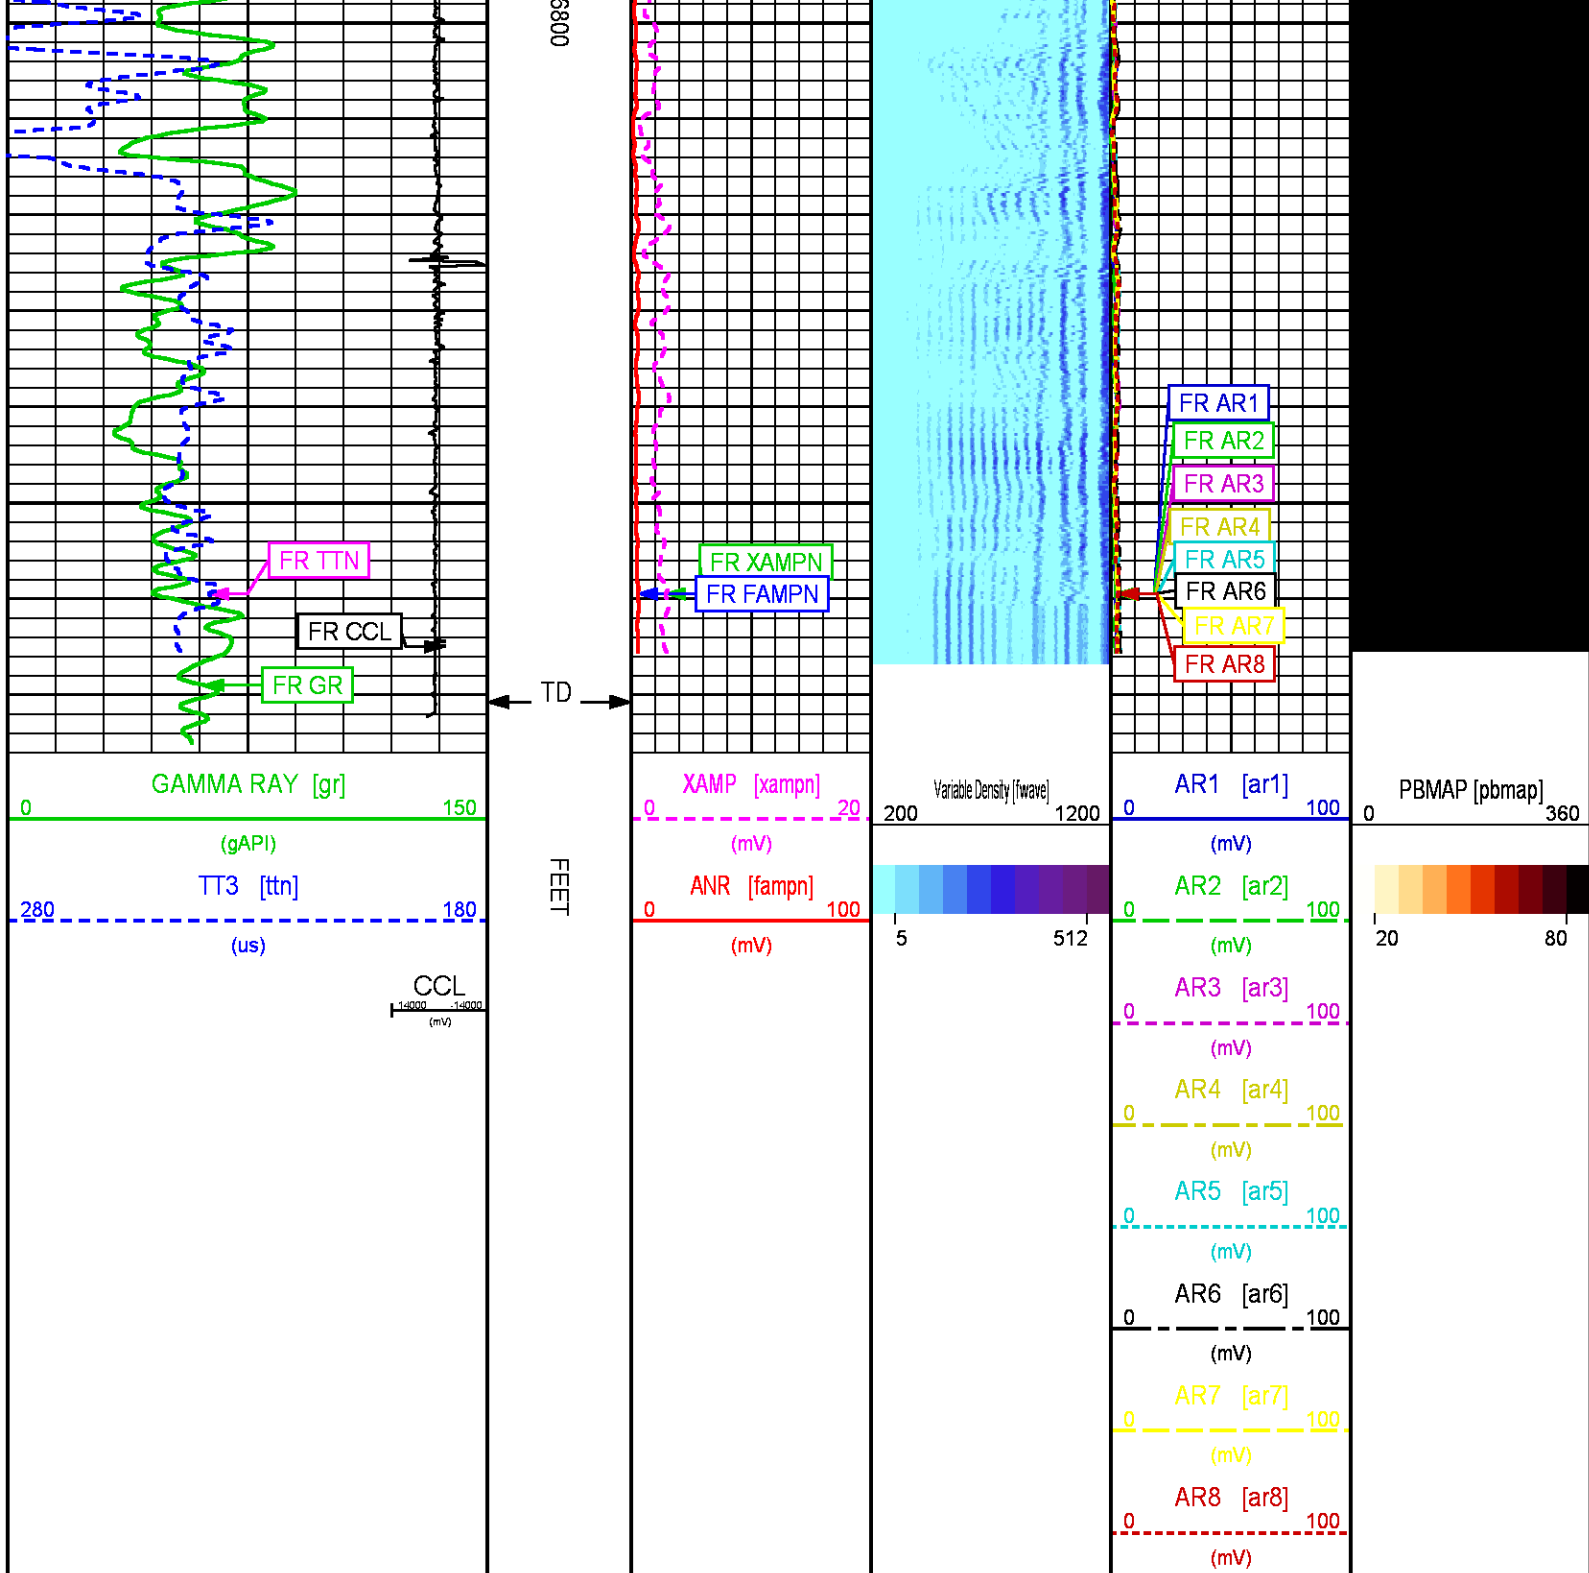 6800
FR AR1
FR AR2
FR AR3
FR AR4
FR AR5
FR AR6
FR AR7
FR AR8
FR TTN
FR XAMPN
FR FAMPN
FR CCL
FR GR
TD
GAMMA RAY [gr]
0 150
(gAPI)
TT3 [ttn]
280 180
(us)
CCL
14000 -14000
(mV)
FEET
XAMP [xampn]
0 20
(mV)
ANR [fampn]
0 100
(mV)
Variable Density [fwave]
200 1200
5 512
AR1 [ar1]
0 100
(mV)
AR2 [ar2]
0 100
(mV)
AR3 [ar3]
0 100
(mV)
AR4 [ar4]
0 100
(mV)
AR5 [ar5]
0 100
(mV)
AR6 [ar6]
0 100
(mV)
AR7 [ar7]
0 100
(mV)
AR8 [ar8]
0 100
(mV)
PBMAP [pbmap]
0 360
20 80